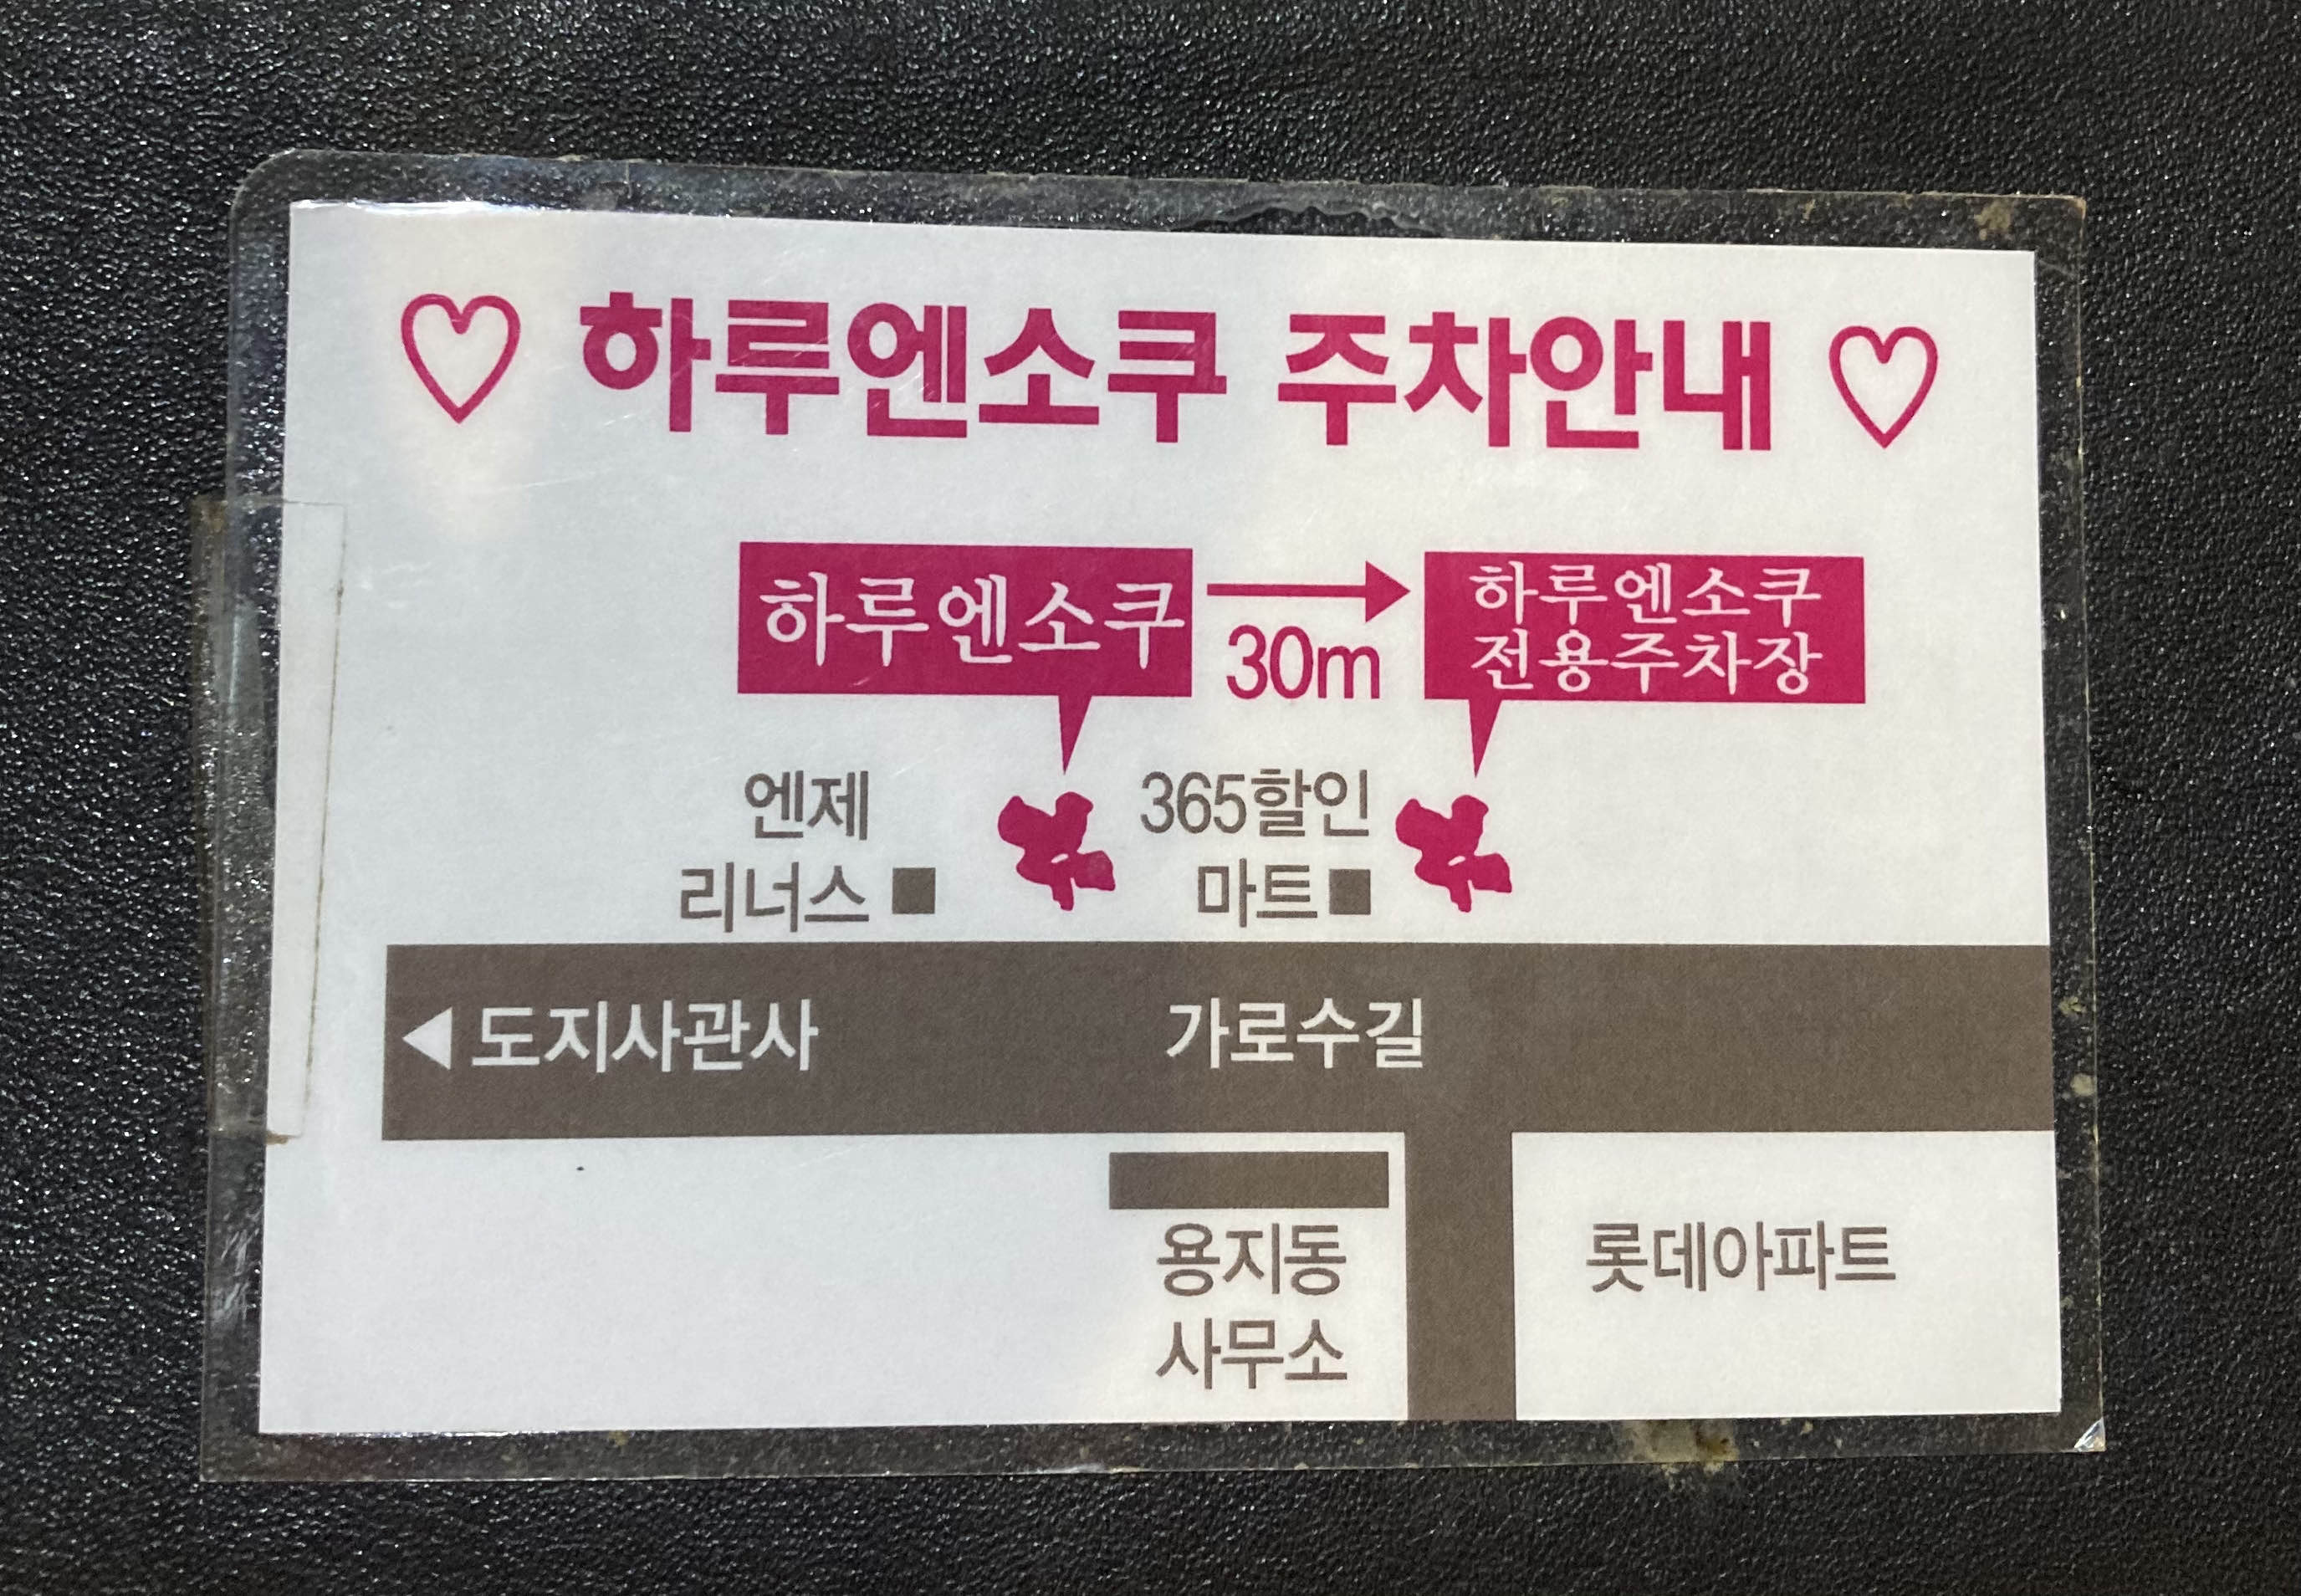 ♡ 하루엔소쿠 주차안내 ♡
하루엔소쿠
30m
하루엔소쿠
전용주차장
엔제
리너스
365할인
마트
◀도지사관사
가로수길
용지동
사무소
롯데아파트